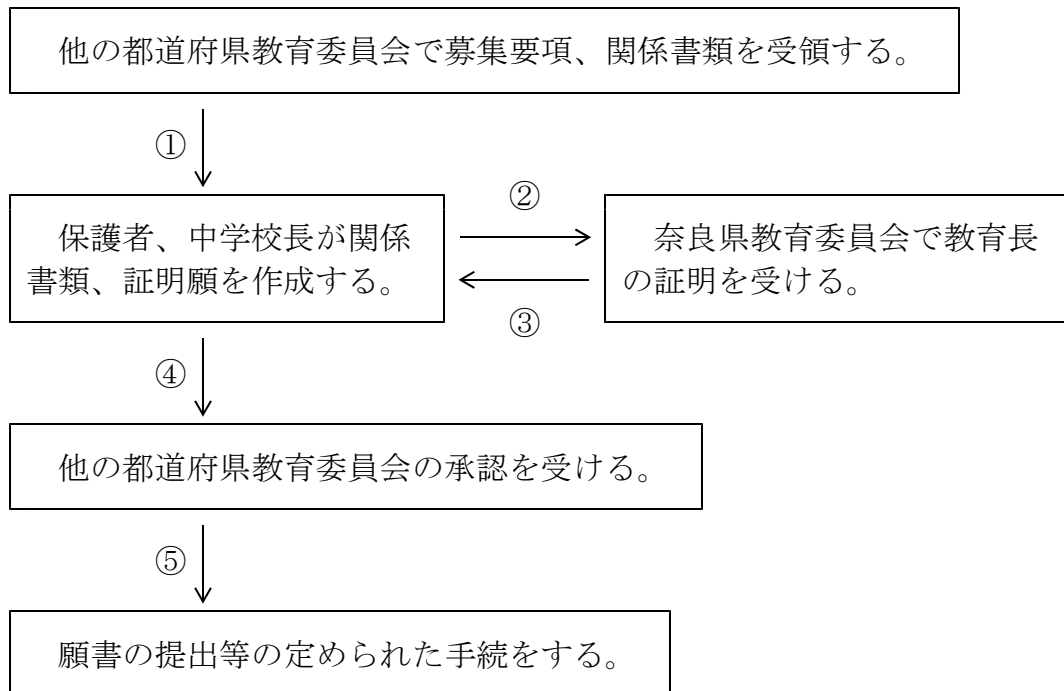 他の都道府県教育委員会で募集要項、関係書類を受領する。
①
②
保護者、中学校長が関係
書類、証明願を作成する。
奈良県教育委員会で教育長
の証明を受ける。
③
④
他の都道府県教育委員会の承認を受ける。
⑤
願書の提出等の定められた手続をする。